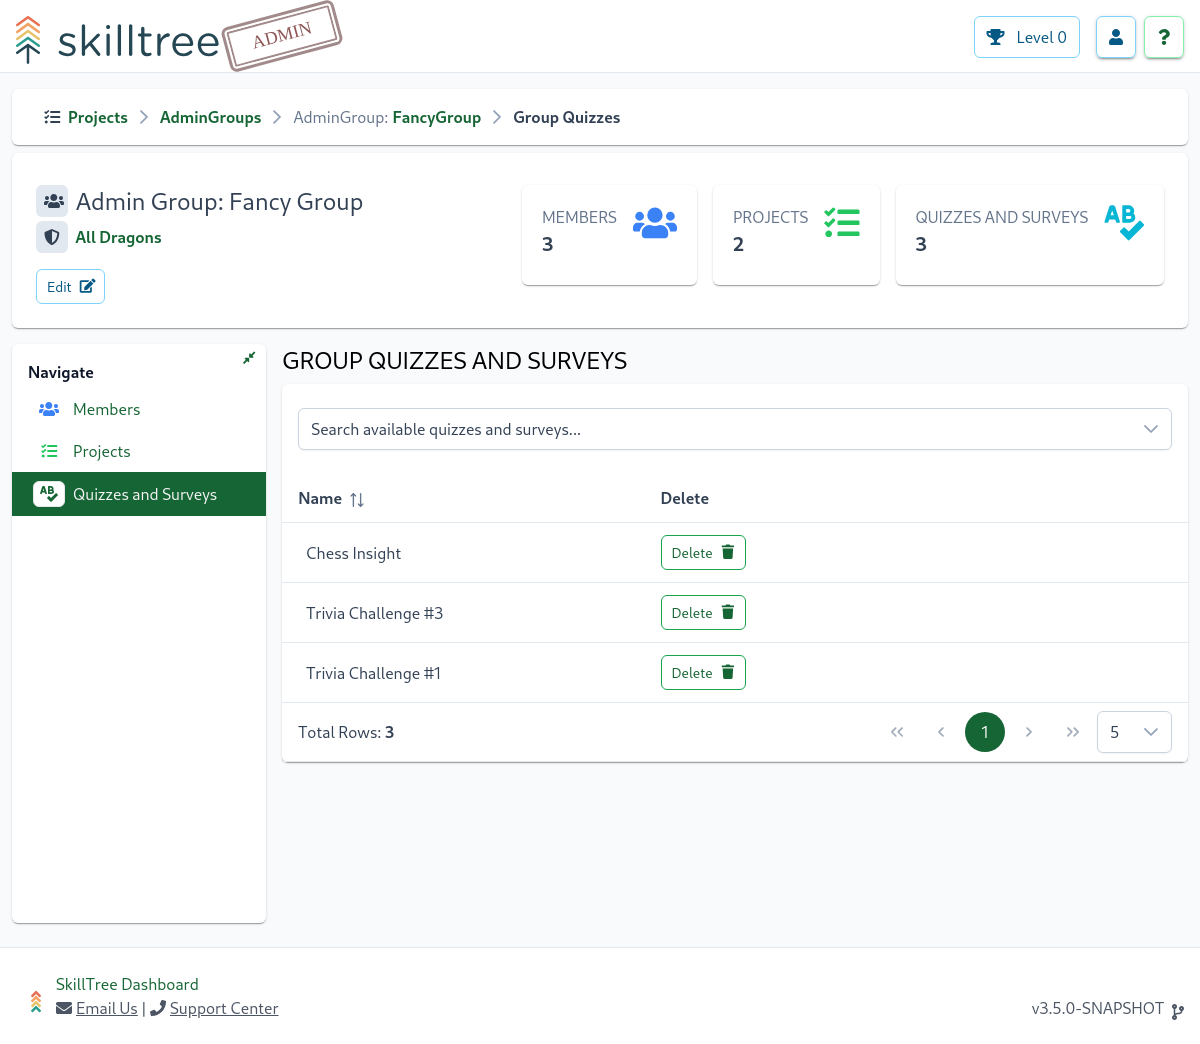 skilltree ADMIN
Level 0
?
Projects > AdminGroups > AdminGroup: FancyGroup > Group Quizzes
Admin Group: Fancy Group
All Dragons
Edit
MEMBERS
3
PROJECTS
2
QUIZZES AND SURVEYS
3
AB
Navigate
Members
Projects
AB Quizzes and Surveys
GROUP QUIZZES AND SURVEYS
Search available quizzes and surveys...
Name Delete
Chess Insight Delete
Trivia Challenge #3 Delete
Trivia Challenge #1 Delete
Total Rows: 3 « ‹ 1 › » 5
SkillTree Dashboard
Email Us | Support Center
v3.5.0-SNAPSHOT